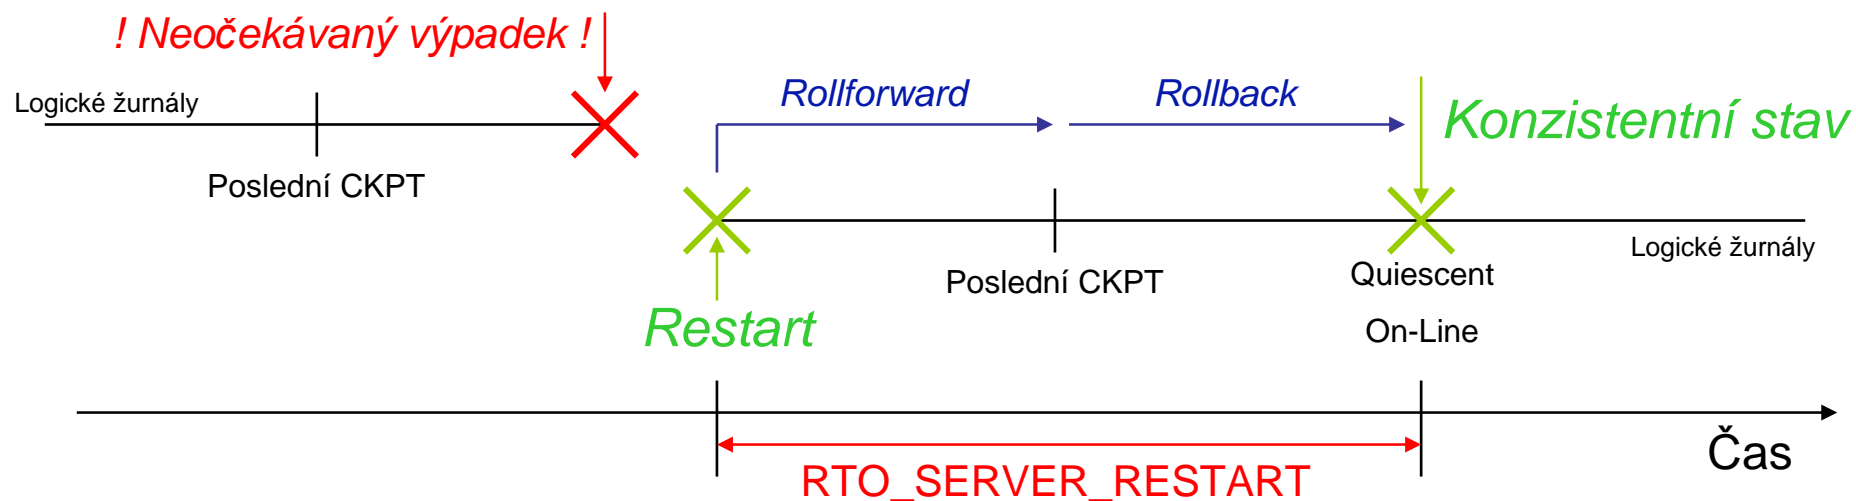 ! Neočekávaný výpadek !
Logické žurnály
Poslední CKPT
Rollforward
Rollback
Konzistentní stav
Restart
Poslední CKPT
Quiescent
On-Line
Logické žurnály
Čas
RTO_SERVER_RESTART